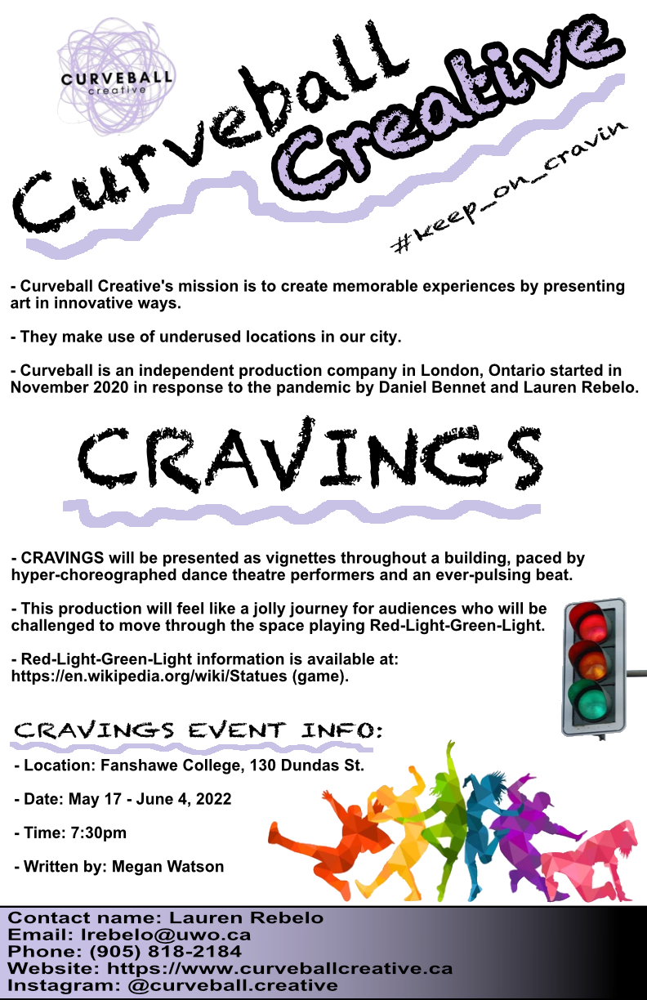 CURVEBALL
creative
Curveball
Creative
#keep_on_cravin
- Curveball Creative's mission is to create memorable experiences by presenting
art in innovative ways.
- They make use of underused locations in our city.
- Curveball is an independent production company in London, Ontario started in
November 2020 in response to the pandemic by Daniel Bennet and Lauren Rebelo.
CRAVINGS
- CRAVINGS will be presented as vignettes throughout a building, paced by
hyper-choreographed dance theatre performers and an ever-pulsing beat.
- This production will feel like a jolly journey for audiences who will be
challenged to move through the space playing Red-Light-Green-Light.
- Red-Light-Green-Light information is available at:
https://en.wikipedia.org/wiki/Statues (game).
CRAVINGS EVENT INFO:
- Location: Fanshawe College, 130 Dundas St.
- Date: May 17 - June 4, 2022
- Time: 7:30pm
- Written by: Megan Watson
Contact name: Lauren Rebelo
Email: lrebelo@uwo.ca
Phone: (905) 818-2184
Website: https://www.curveballcreative.ca
Instagram: @curveball.creative